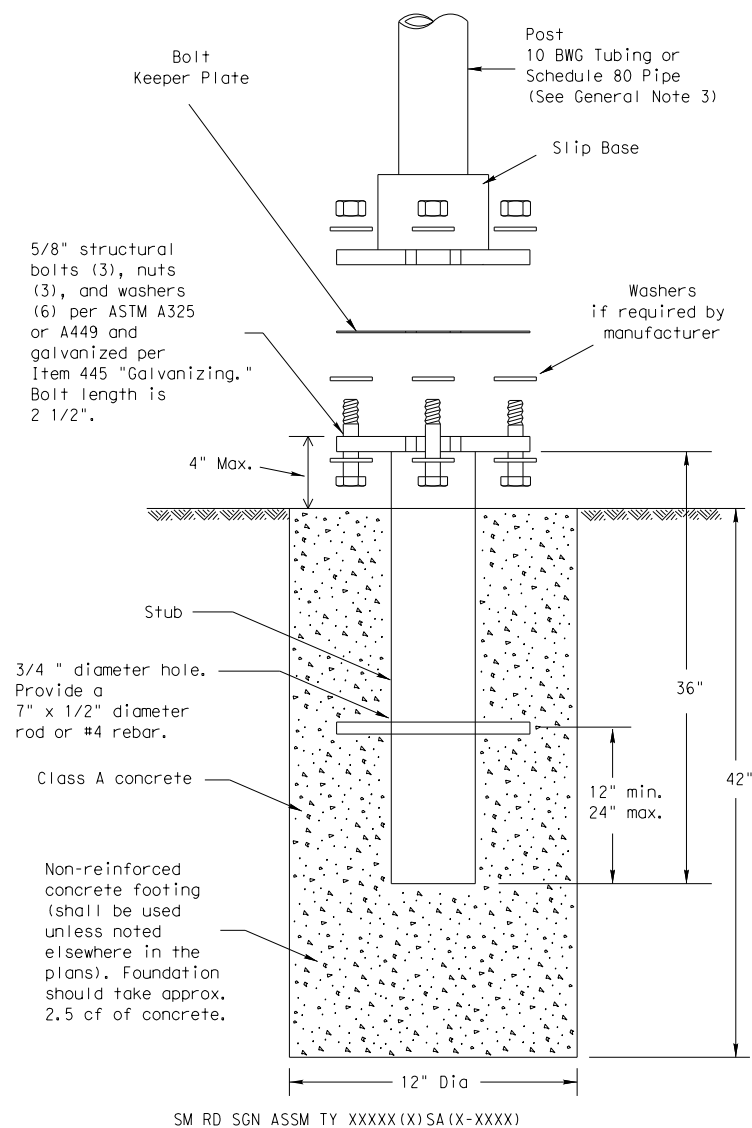 Post
10 BWG Tubing or
Schedule 80 Pipe
(See General Note 3)
Bolt
Keeper Plate
Slip Base
5/8" structural
bolts (3), nuts
(3), and washers
(6) per ASTM A325
or A449 and
galvanized per
Item 445 "Galvanizing."
Bolt length is
2 1/2".
Washers
if required by
manufacturer
4" Max.
Stub
3/4 " diameter hole.
Provide a
7" x 1/2" diameter
rod or #4 rebar.
36"
Class A concrete
12" min.
24" max.
42"
Non-reinforced
concrete footing
(shall be used
unless noted
elsewhere in the
plans). Foundation
should take approx.
2.5 cf of concrete.
12" Dia
SM RD SGN ASSM TY XXXXX(X)SA(X-XXXX)